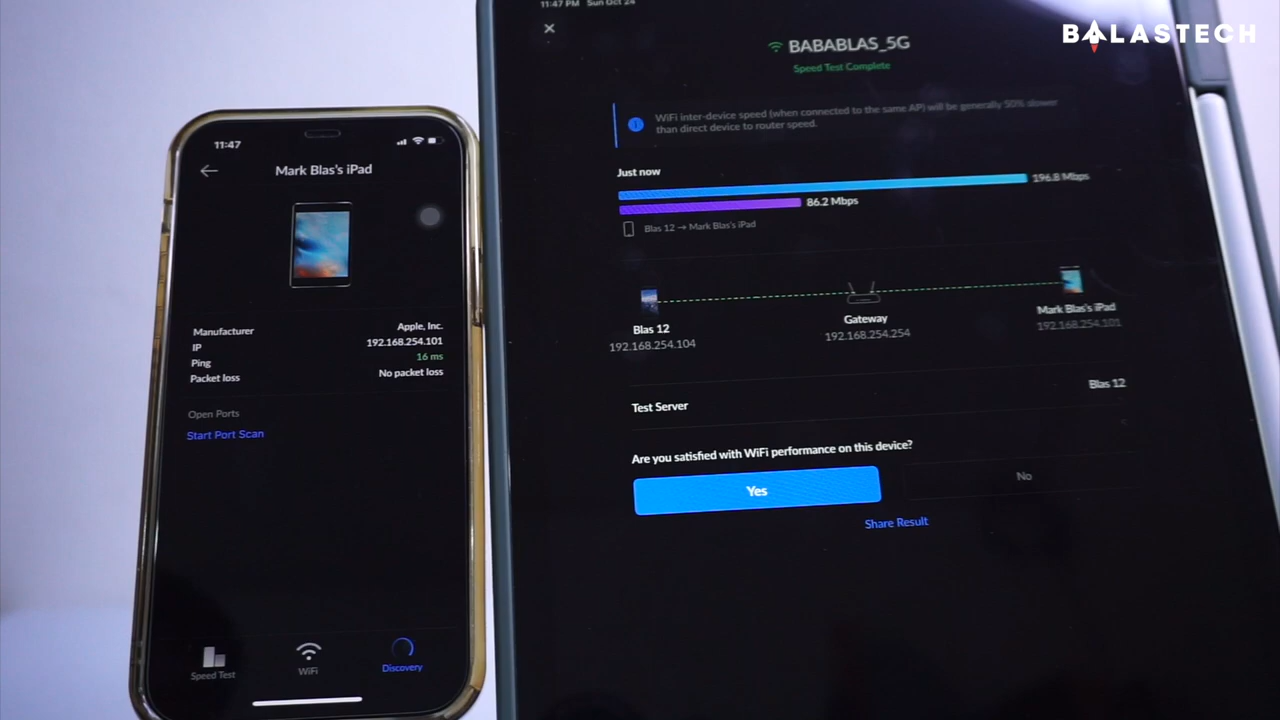 BALASTECH
11:47
Mark Blas's iPad
Manufacturer Apple, Inc.
IP 192.168.254.101
Ping 16 ms
Packet loss No packet loss
Open Ports
Start Port Scan
Speed Test
WiFi
Discovery
11:47 PM Sun Oct 24
BABABLAS_5G
Speed Test Complete
WiFi inter-device speed (when connected to the same AP) will be generally 50% slower
than direct device to router speed.
Just now
196.8 Mbps
86.2 Mbps
Blas 12 → Mark Blas's iPad
Blas 12
192.168.254.104
Gateway
192.168.254.254
Mark Blas's iPad
192.168.254.101
Test Server Blas 12
Are you satisfied with WiFi performance on this device?
Yes
No
Share Result